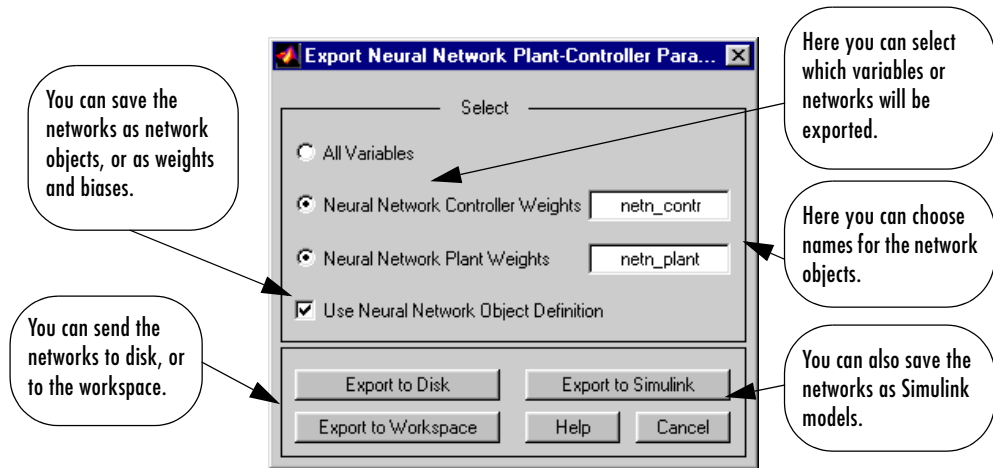 Export Neural Network Plant-Controller Para...
Select
All Variables
Neural Network Controller Weights
netn_contr
Neural Network Plant Weights
netn_plant
Use Neural Network Object Definition
Export to Disk
Export to Simulink
Export to Workspace
Help
Cancel
You can save the
networks as network
objects, or as weights
and biases.
You can send the
networks to disk, or
to the workspace.
Here you can select
which variables or
networks will be
exported.
Here you can choose
names for the network
objects.
You can also save the
networks as Simulink
models.